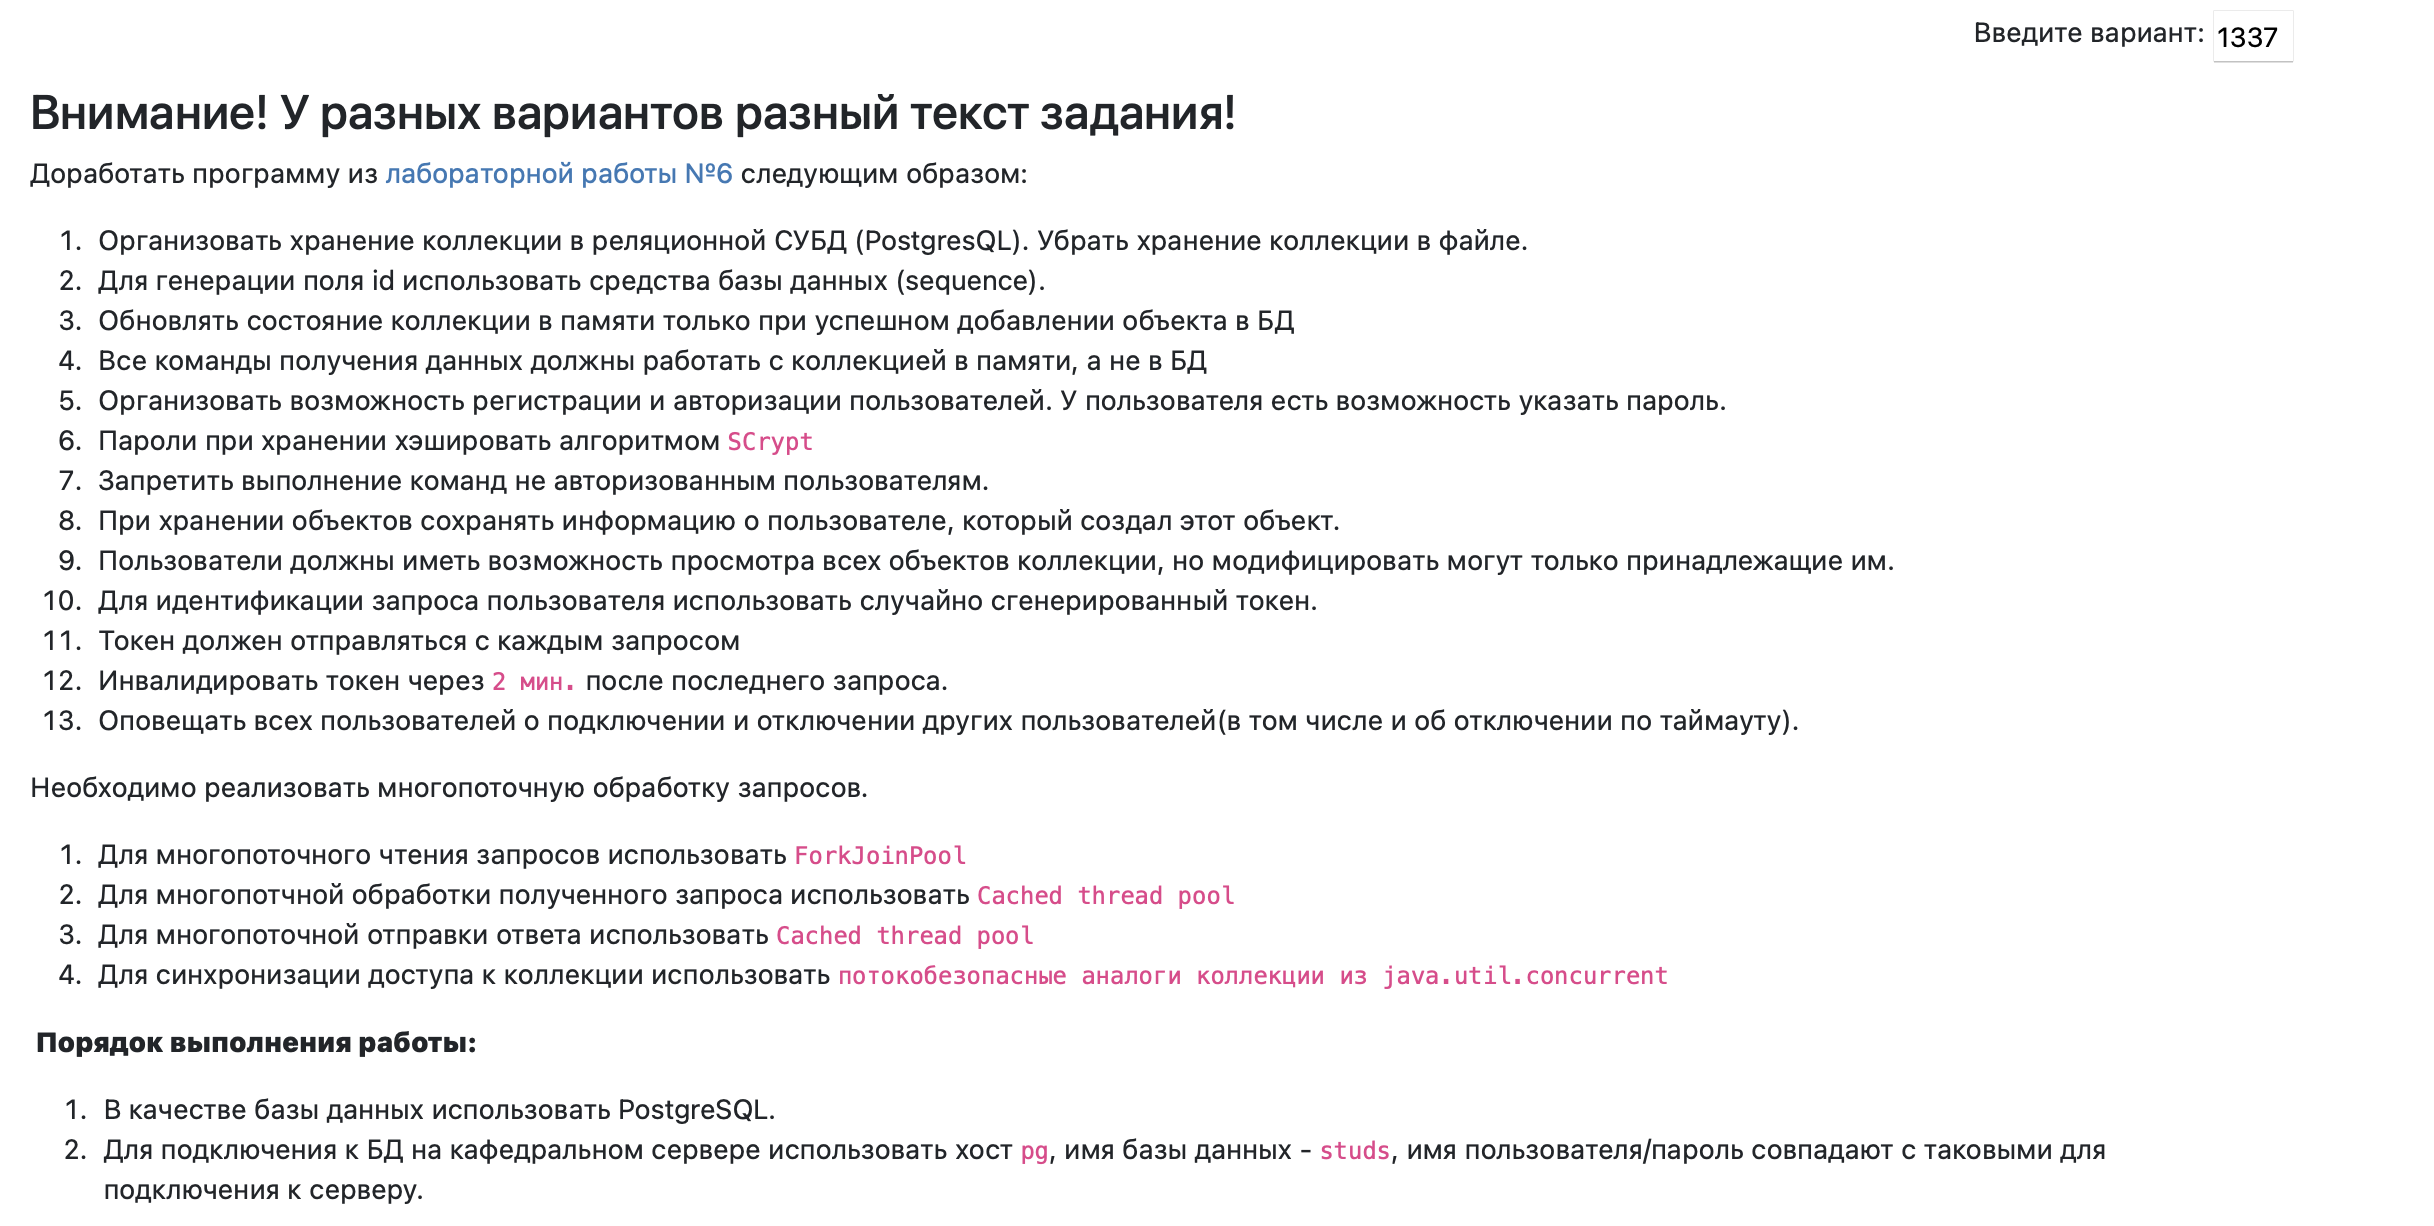 Введите вариант: 1337
Внимание! У разных вариантов разный текст задания!
Доработать программу из лабораторной работы №6 следующим образом:
1. Организовать хранение коллекции в реляционной СУБД (PostgresQL). Убрать хранение коллекции в файле.
2. Для генерации поля id использовать средства базы данных (sequence).
3. Обновлять состояние коллекции в памяти только при успешном добавлении объекта в БД
4. Все команды получения данных должны работать с коллекцией в памяти, а не в БД
5. Организовать возможность регистрации и авторизации пользователей. У пользователя есть возможность указать пароль.
6. Пароли при хранении хэшировать алгоритмом SCrypt
7. Запретить выполнение команд не авторизованным пользователям.
8. При хранении объектов сохранять информацию о пользователе, который создал этот объект.
9. Пользователи должны иметь возможность просмотра всех объектов коллекции, но модифицировать могут только принадлежащие им.
10. Для идентификации запроса пользователя использовать случайно сгенерированный токен.
11. Токен должен отправляться с каждым запросом
12. Инвалидировать токен через 2 мин. после последнего запроса.
13. Оповещать всех пользователей о подключении и отключении других пользователей(в том числе и об отключении по таймауту).
Необходимо реализовать многопоточную обработку запросов.
1. Для многопоточного чтения запросов использовать ForkJoinPool
2. Для многопотчной обработки полученного запроса использовать Cached thread pool
3. Для многопоточной отправки ответа использовать Cached thread pool
4. Для синхронизации доступа к коллекции использовать потокобезопасные аналоги коллекции из java.util.concurrent
Порядок выполнения работы:
1. В качестве базы данных использовать PostgreSQL.
2. Для подключения к БД на кафедральном сервере использовать хост pg, имя базы данных - studs, имя пользователя/пароль совпадают с таковыми для
подключения к серверу.